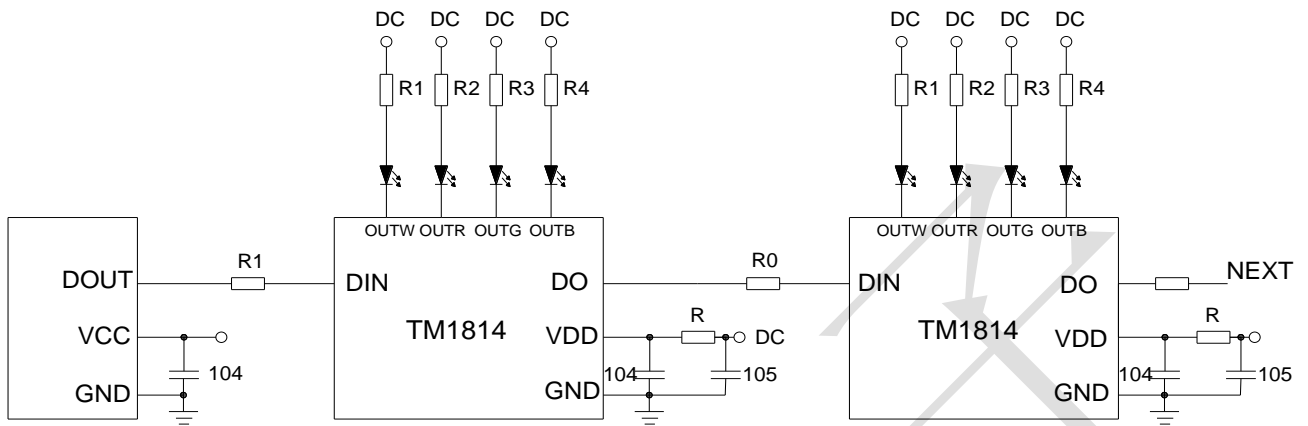 DC DC DC DC DC DC DC DC
R1 R2 R3 R4 R1 R2 R3 R4
OUTW OUTR OUTG OUTB OUTW OUTR OUTG OUTB
DOUT R1 DIN DO R0 DIN DO NEXT
VCC TM1814 VDD R DC TM1814 VDD R
104 104 105 104 105
GND GND GND